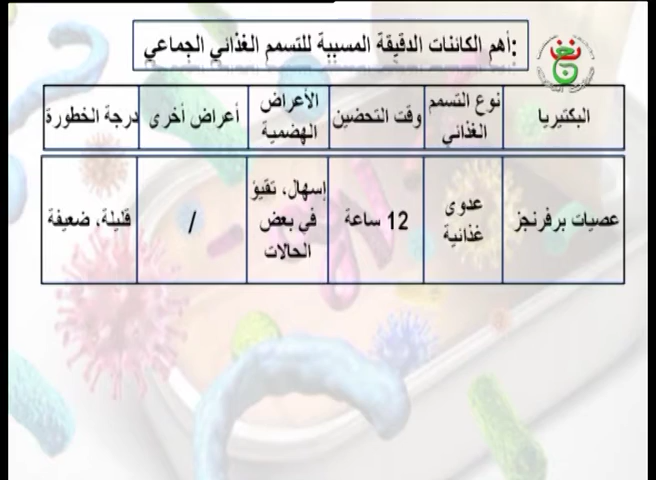 أهم الكائنات الدقيقة المسببة للتسمم الغذائي الجماعي:
البكتيريا
نوع التسمم
الغذائي
وقت التحضين
الأعراض
الهضمية
أعراض أخرى
درجة الخطورة
عصيات برفرنجز
عدوى
غذائية
12 ساعة
إسهال، تقيؤ
في بعض
الحالات
/
قليلة، ضعيفة